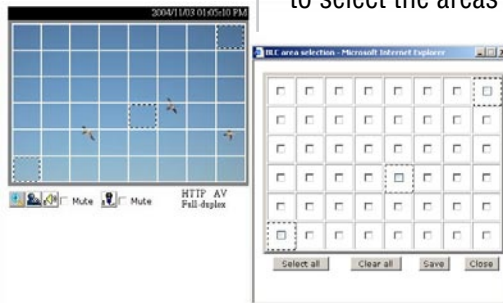 to select the areas
2004/11/03 01:05:10 PM
BLC area selection - Microsoft Internet Explorer
Mute
Mute
HTTP AV
Full-duplex
Select all
Clear all
Save
Close